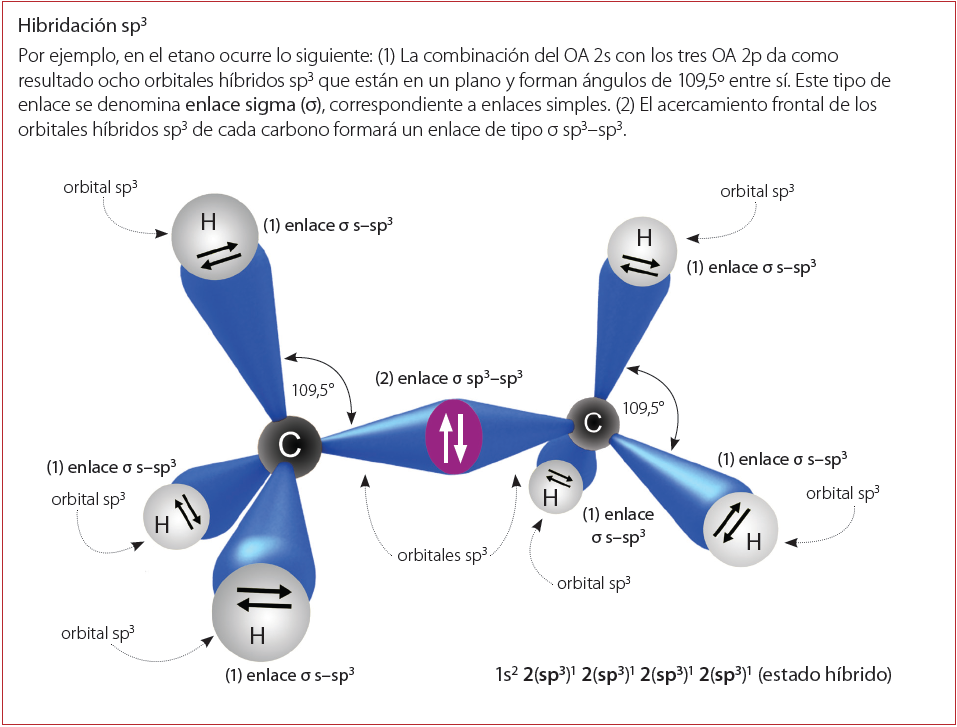 Hibridación sp³
Por ejemplo, en el etano ocurre lo siguiente: (1) La combinación del OA 2s con los tres OA 2p da como
resultado ocho orbitales híbridos sp³ que están en un plano y forman ángulos de 109,5º entre sí. Este tipo de
enlace se denomina enlace sigma (σ), correspondiente a enlaces simples. (2) El acercamiento frontal de los
orbitales híbridos sp³ de cada carbono formará un enlace de tipo σ sp³–sp³.
orbital sp³
H
(1) enlace σ s–sp³
orbital sp³
H
(1) enlace σ s–sp³
109,5°
(2) enlace σ sp³–sp³
109,5°
C
C
(1) enlace σ s–sp³
orbital sp³
H
(1) enlace σ s–sp³
orbital sp³
H
H
(1) enlace
σ s–sp³
orbitales sp³
orbital sp³
orbital sp³
H
(1) enlace σ s–sp³
1s² 2(sp³)¹ 2(sp³)¹ 2(sp³)¹ 2(sp³)¹ (estado híbrido)